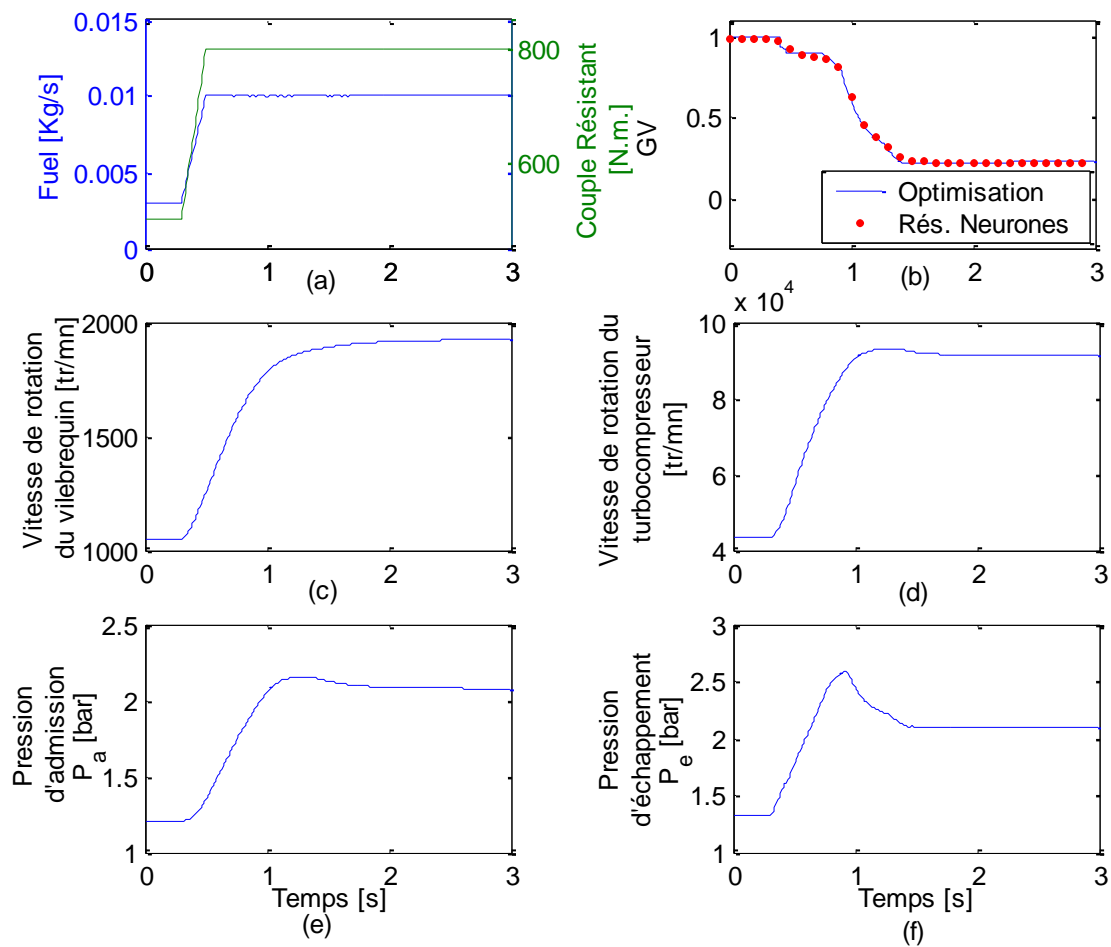 0.015
0.01
0.005
0
Fuel [Kg/s]
800
600
Couple Résistant
[N.m.]
0
1
2
3
(a)
1
0.5
0
GV
Optimisation
Rés. Neurones
0
1
2
3
(b)
2000
1500
1000
Vitesse de rotation
du vilebrequin [tr/mn]
0
1
2
3
(c)
x 10^4
10
8
6
4
Vitesse de rotation du
turbocompresseur
[tr/mn]
0
1
2
3
(d)
2.5
2
1.5
1
Pression
d'admission
P_a [bar]
0
1
2
3
Temps [s]
(e)
3
2.5
2
1.5
1
Pression
d'échappement
P_e [bar]
0
1
2
3
Temps [s]
(f)